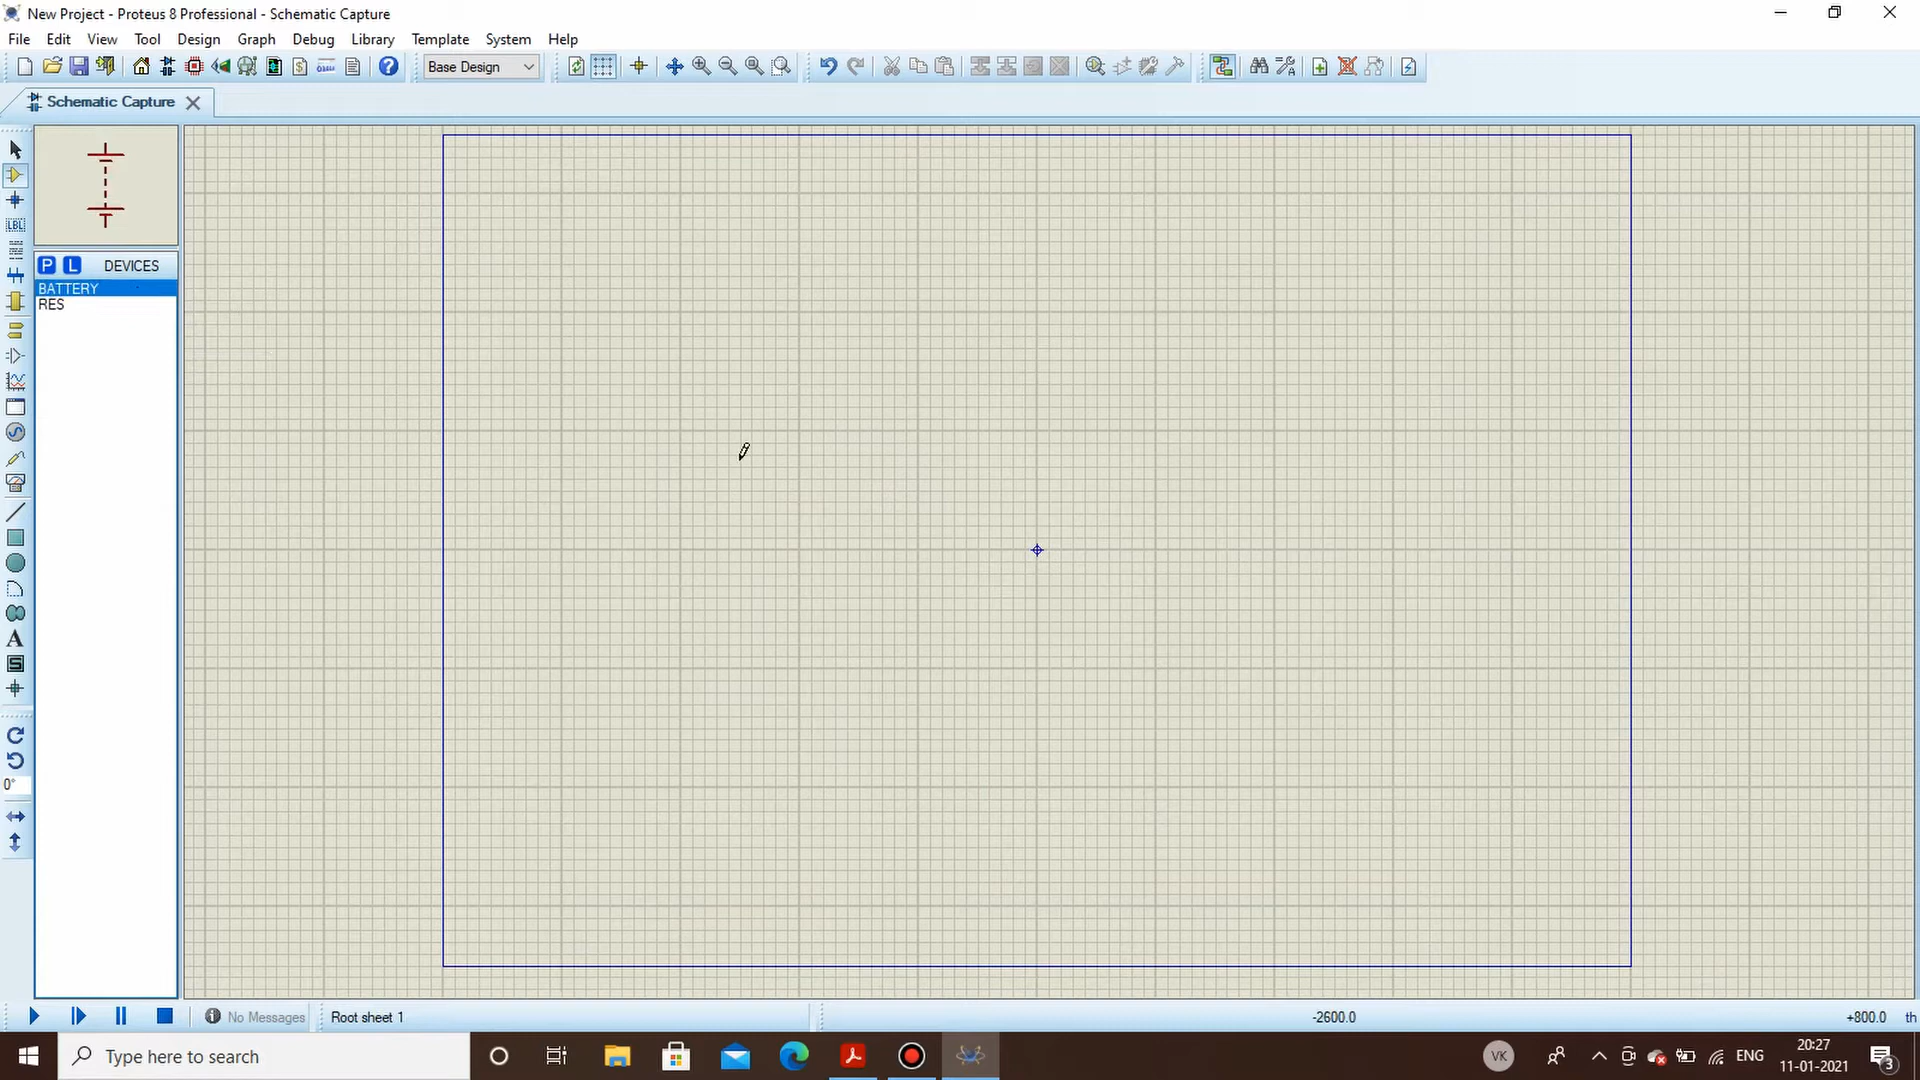 New Project - Proteus 8 Professional - Schematic Capture
File Edit View Tool Design Graph Debug Library Template System Help
Base Design
Schematic Capture
LBL
P L DEVICES
BATTERY
RES
A
S
0°
No Messages
Root sheet 1
-2600.0
+800.0
th
Type here to search
VK
ENG
20:27
11-01-2021
3